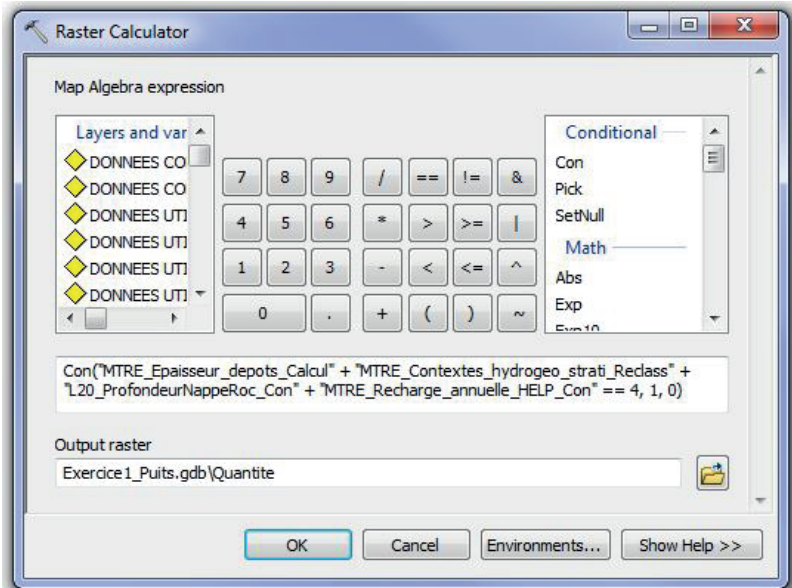 Raster Calculator
Map Algebra expression
Layers and var
DONNEES CO
DONNEES CO
DONNEES UTI
DONNEES UTI
DONNEES UTI
DONNEES UTI
7 8 9 / == != &
4 5 6 * > >= |
1 2 3 - < <= ^
0 . + ( ) ~
Conditional
Con
Pick
SetNull
Math
Abs
Exp
Exp10
Con("MTRE_Epaisseur_depots_Calcul" + "MTRE_Contextes_hydrogeo_strati_Reclass" +
"L20_ProfondeurNappeRoc_Con" + "MTRE_Recharge_annuelle_HELP_Con" == 4, 1, 0)
Output raster
Exercice1_Puits.gdb\Quantite
OK Cancel Environments... Show Help >>